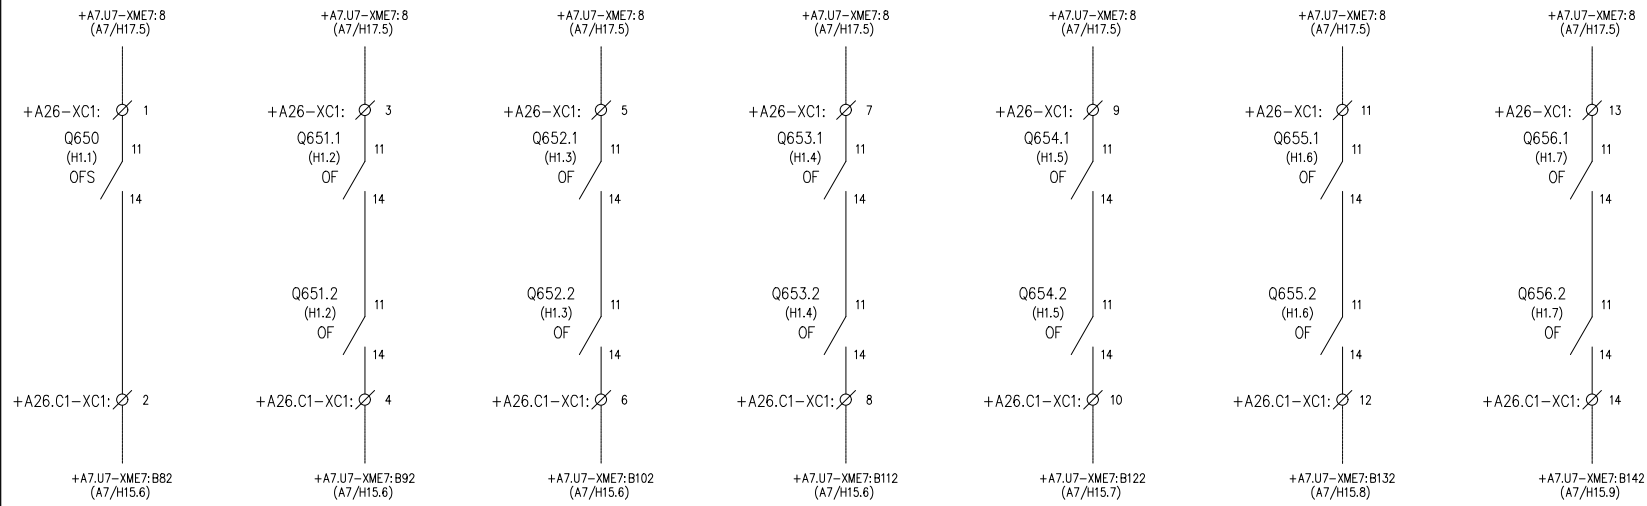 +A7.U7-XME7:8
(A7/H17.5)
+A26-XC1: 1
Q650
(H1.1)
OFS
11
14
+A26.C1-XC1: 2
+A7.U7-XME7:B82
(A7/H15.6)
+A7.U7-XME7:8
(A7/H17.5)
+A26-XC1: 3
Q651.1
(H1.2)
OF
11
14
Q651.2
(H1.2)
OF
11
14
+A26.C1-XC1: 4
+A7.U7-XME7:B92
(A7/H15.6)
+A7.U7-XME7:8
(A7/H17.5)
+A26-XC1: 5
Q652.1
(H1.3)
OF
11
14
Q652.2
(H1.3)
OF
11
14
+A26.C1-XC1: 6
+A7.U7-XME7:B102
(A7/H15.6)
+A7.U7-XME7:8
(A7/H17.5)
+A26-XC1: 7
Q653.1
(H1.4)
OF
11
14
Q653.2
(H1.4)
OF
11
14
+A26.C1-XC1: 8
+A7.U7-XME7:B112
(A7/H15.6)
+A7.U7-XME7:8
(A7/H17.5)
+A26-XC1: 9
Q654.1
(H1.5)
OF
11
14
Q654.2
(H1.5)
OF
11
14
+A26.C1-XC1: 10
+A7.U7-XME7:B122
(A7/H15.7)
+A7.U7-XME7:8
(A7/H17.5)
+A26-XC1: 11
Q655.1
(H1.6)
OF
11
14
Q655.2
(H1.6)
OF
11
14
+A26.C1-XC1: 12
+A7.U7-XME7:B132
(A7/H15.8)
+A7.U7-XME7:8
(A7/H17.5)
+A26-XC1: 13
Q656.1
(H1.7)
OF
11
14
Q656.2
(H1.7)
OF
11
14
+A26.C1-XC1: 14
+A7.U7-XME7:B142
(A7/H15.9)